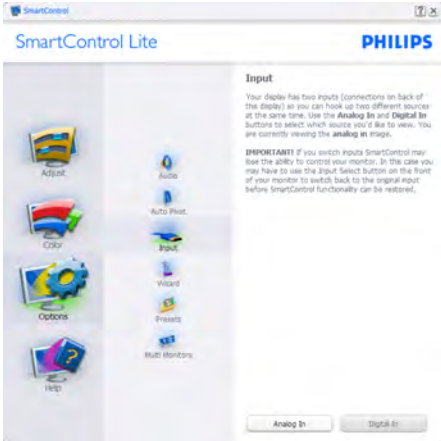 SmartControl
SmartControl Lite
PHILIPS
Adjust
Color
Options
Help
Audio
Auto Pivot
Input
Wizard
Presets
Multi Monitors
Input
Your display has two inputs (connections on back of
the display) so you can hook up two different sources
at the same time. Use the Analog In and Digital In
buttons to select which source you'd like to view. You
are currently viewing the analog in image.
IMPORTANT! If you switch inputs SmartControl may
lose the ability to control your monitor. In this case you
may have to use the Input Select button on the front
of your monitor to switch back to the original input
before SmartControl functionality can be restored.
Analog In
Digital In